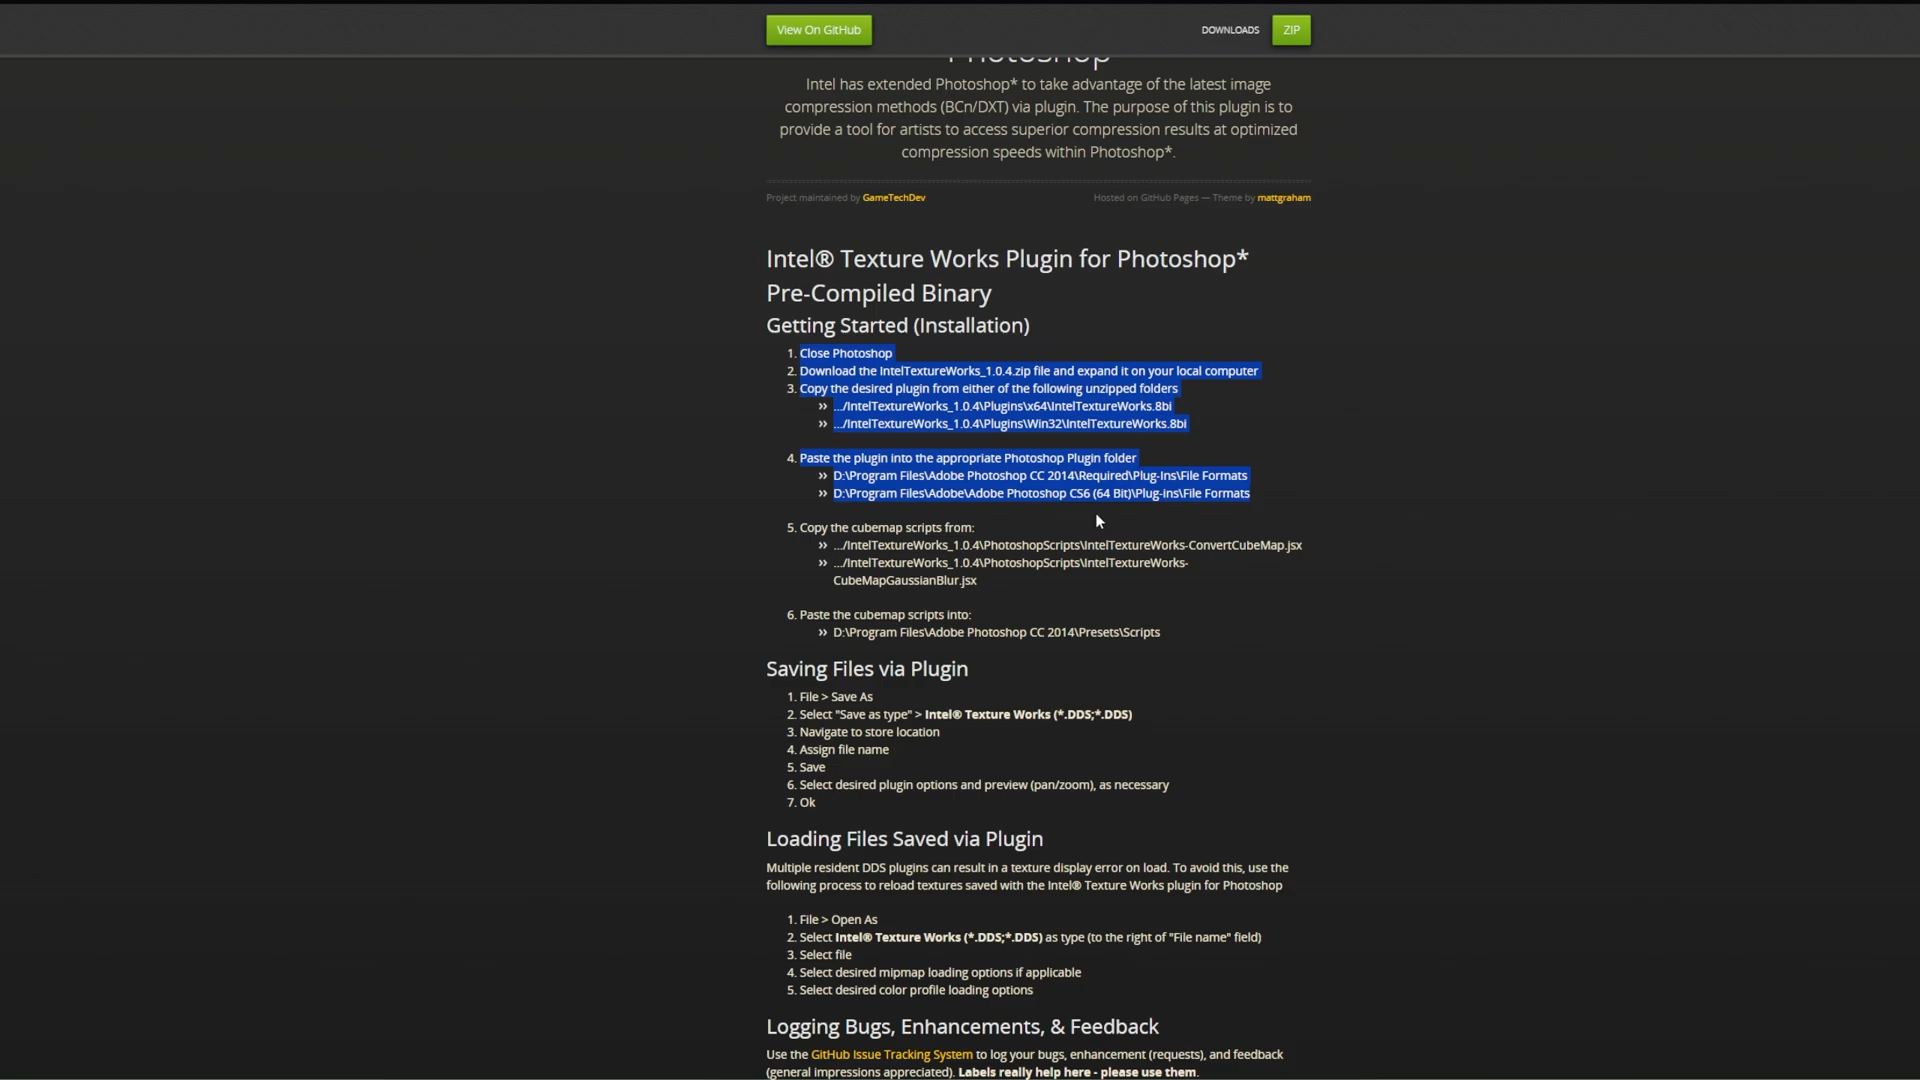 View On GitHub
DOWNLOADS
ZIP
Photoshop
Intel has extended Photoshop* to take advantage of the latest image
compression methods (BCn/DXT) via plugin. The purpose of this plugin is to
provide a tool for artists to access superior compression results at optimized
compression speeds within Photoshop*.
Project maintained by GameTechDev
Hosted on GitHub Pages — Theme by mattgraham
Intel® Texture Works Plugin for Photoshop*
Pre-Compiled Binary
Getting Started (Installation)
1. Close Photoshop
2. Download the IntelTextureWorks_1.0.4.zip file and expand it on your local computer
3. Copy the desired plugin from either of the following unzipped folders
» .../IntelTextureWorks_1.0.4\Plugins\x64\IntelTextureWorks.8bi
» .../IntelTextureWorks_1.0.4\Plugins\Win32\IntelTextureWorks.8bi
4. Paste the plugin into the appropriate Photoshop Plugin folder
» D:\Program Files\Adobe Photoshop CC 2014\Required\Plug-Ins\File Formats
» D:\Program Files\Adobe\Adobe Photoshop CS6 (64 Bit)\Plug-ins\File Formats
5. Copy the cubemap scripts from:
» .../IntelTextureWorks_1.0.4\PhotoshopScripts\IntelTextureWorks-ConvertCubeMap.jsx
» .../IntelTextureWorks_1.0.4\PhotoshopScripts\IntelTextureWorks-
CubeMapGaussianBlur.jsx
6. Paste the cubemap scripts into:
» D:\Program Files\Adobe Photoshop CC 2014\Presets\Scripts
Saving Files via Plugin
1. File > Save As
2. Select "Save as type" > Intel® Texture Works (*.DDS;*.DDS)
3. Navigate to store location
4. Assign file name
5. Save
6. Select desired plugin options and preview (pan/zoom), as necessary
7. Ok
Loading Files Saved via Plugin
Multiple resident DDS plugins can result in a texture display error on load. To avoid this, use the
following process to reload textures saved with the Intel® Texture Works plugin for Photoshop
1. File > Open As
2. Select Intel® Texture Works (*.DDS;*.DDS) as type (to the right of "File name" field)
3. Select file
4. Select desired mipmap loading options if applicable
5. Select desired color profile loading options
Logging Bugs, Enhancements, & Feedback
Use the GitHub Issue Tracking System to log your bugs, enhancement (requests), and feedback
(general impressions appreciated). Labels really help here - please use them.